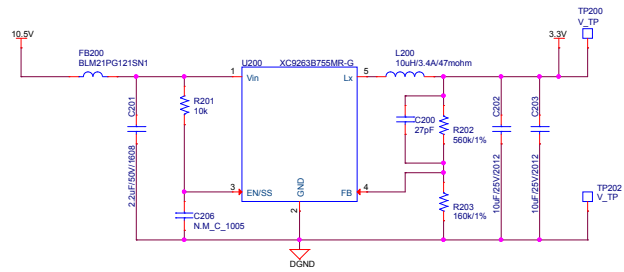 TP200
V_TP
10.5V
3.3V
FB200
BLM21PG121SN1
U200
XC9263B755MR-G
L200
10uH/3.4A/47mohm
1
Vin
Lx
5
C201
2.2uF/50V/1608
R201
10k
C200
27pF
R202
560k/1%
C202
10uF/25V/2012
C203
10uF/25V/2012
3
EN/SS
GND
FB
4
2
C206
N.M_C_1005
R203
160k/1%
TP202
V_TP
DGND